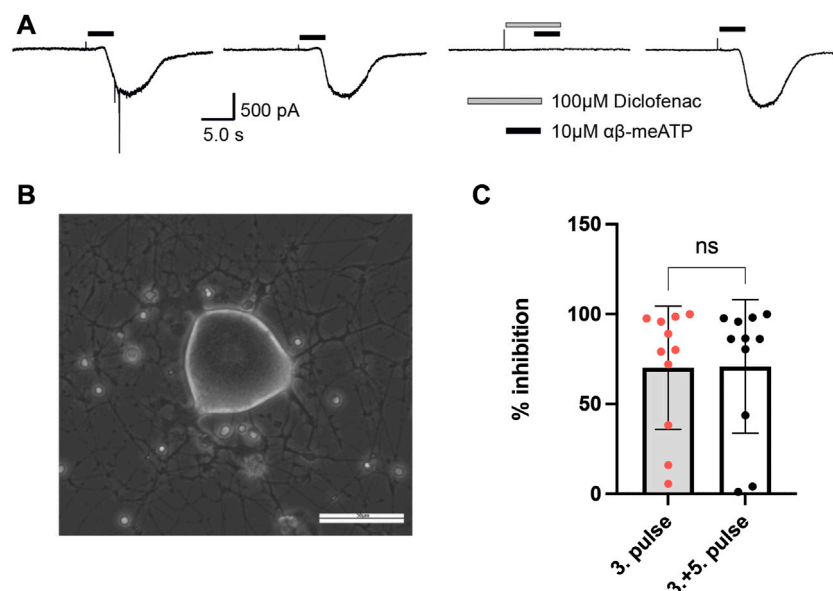 A
500 pA
5.0 s
100µM Diclofenac
10µM αβ-meATP
B
C
150
ns
100
50
0
% inhibition
3. pulse
3.+5. pulse